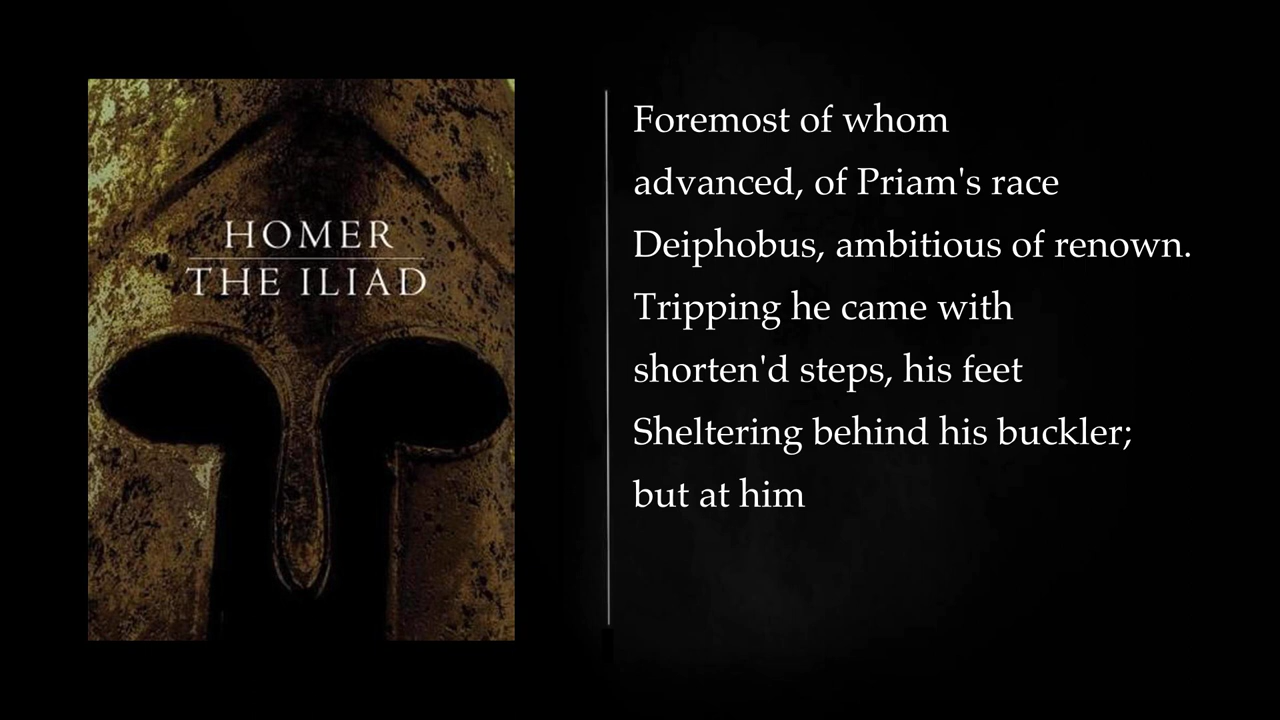 HOMER
THE ILIAD
Foremost of whom
advanced, of Priam's race
Deiphobus, ambitious of renown.
Tripping he came with
shorten'd steps, his feet
Sheltering behind his buckler;
but at him